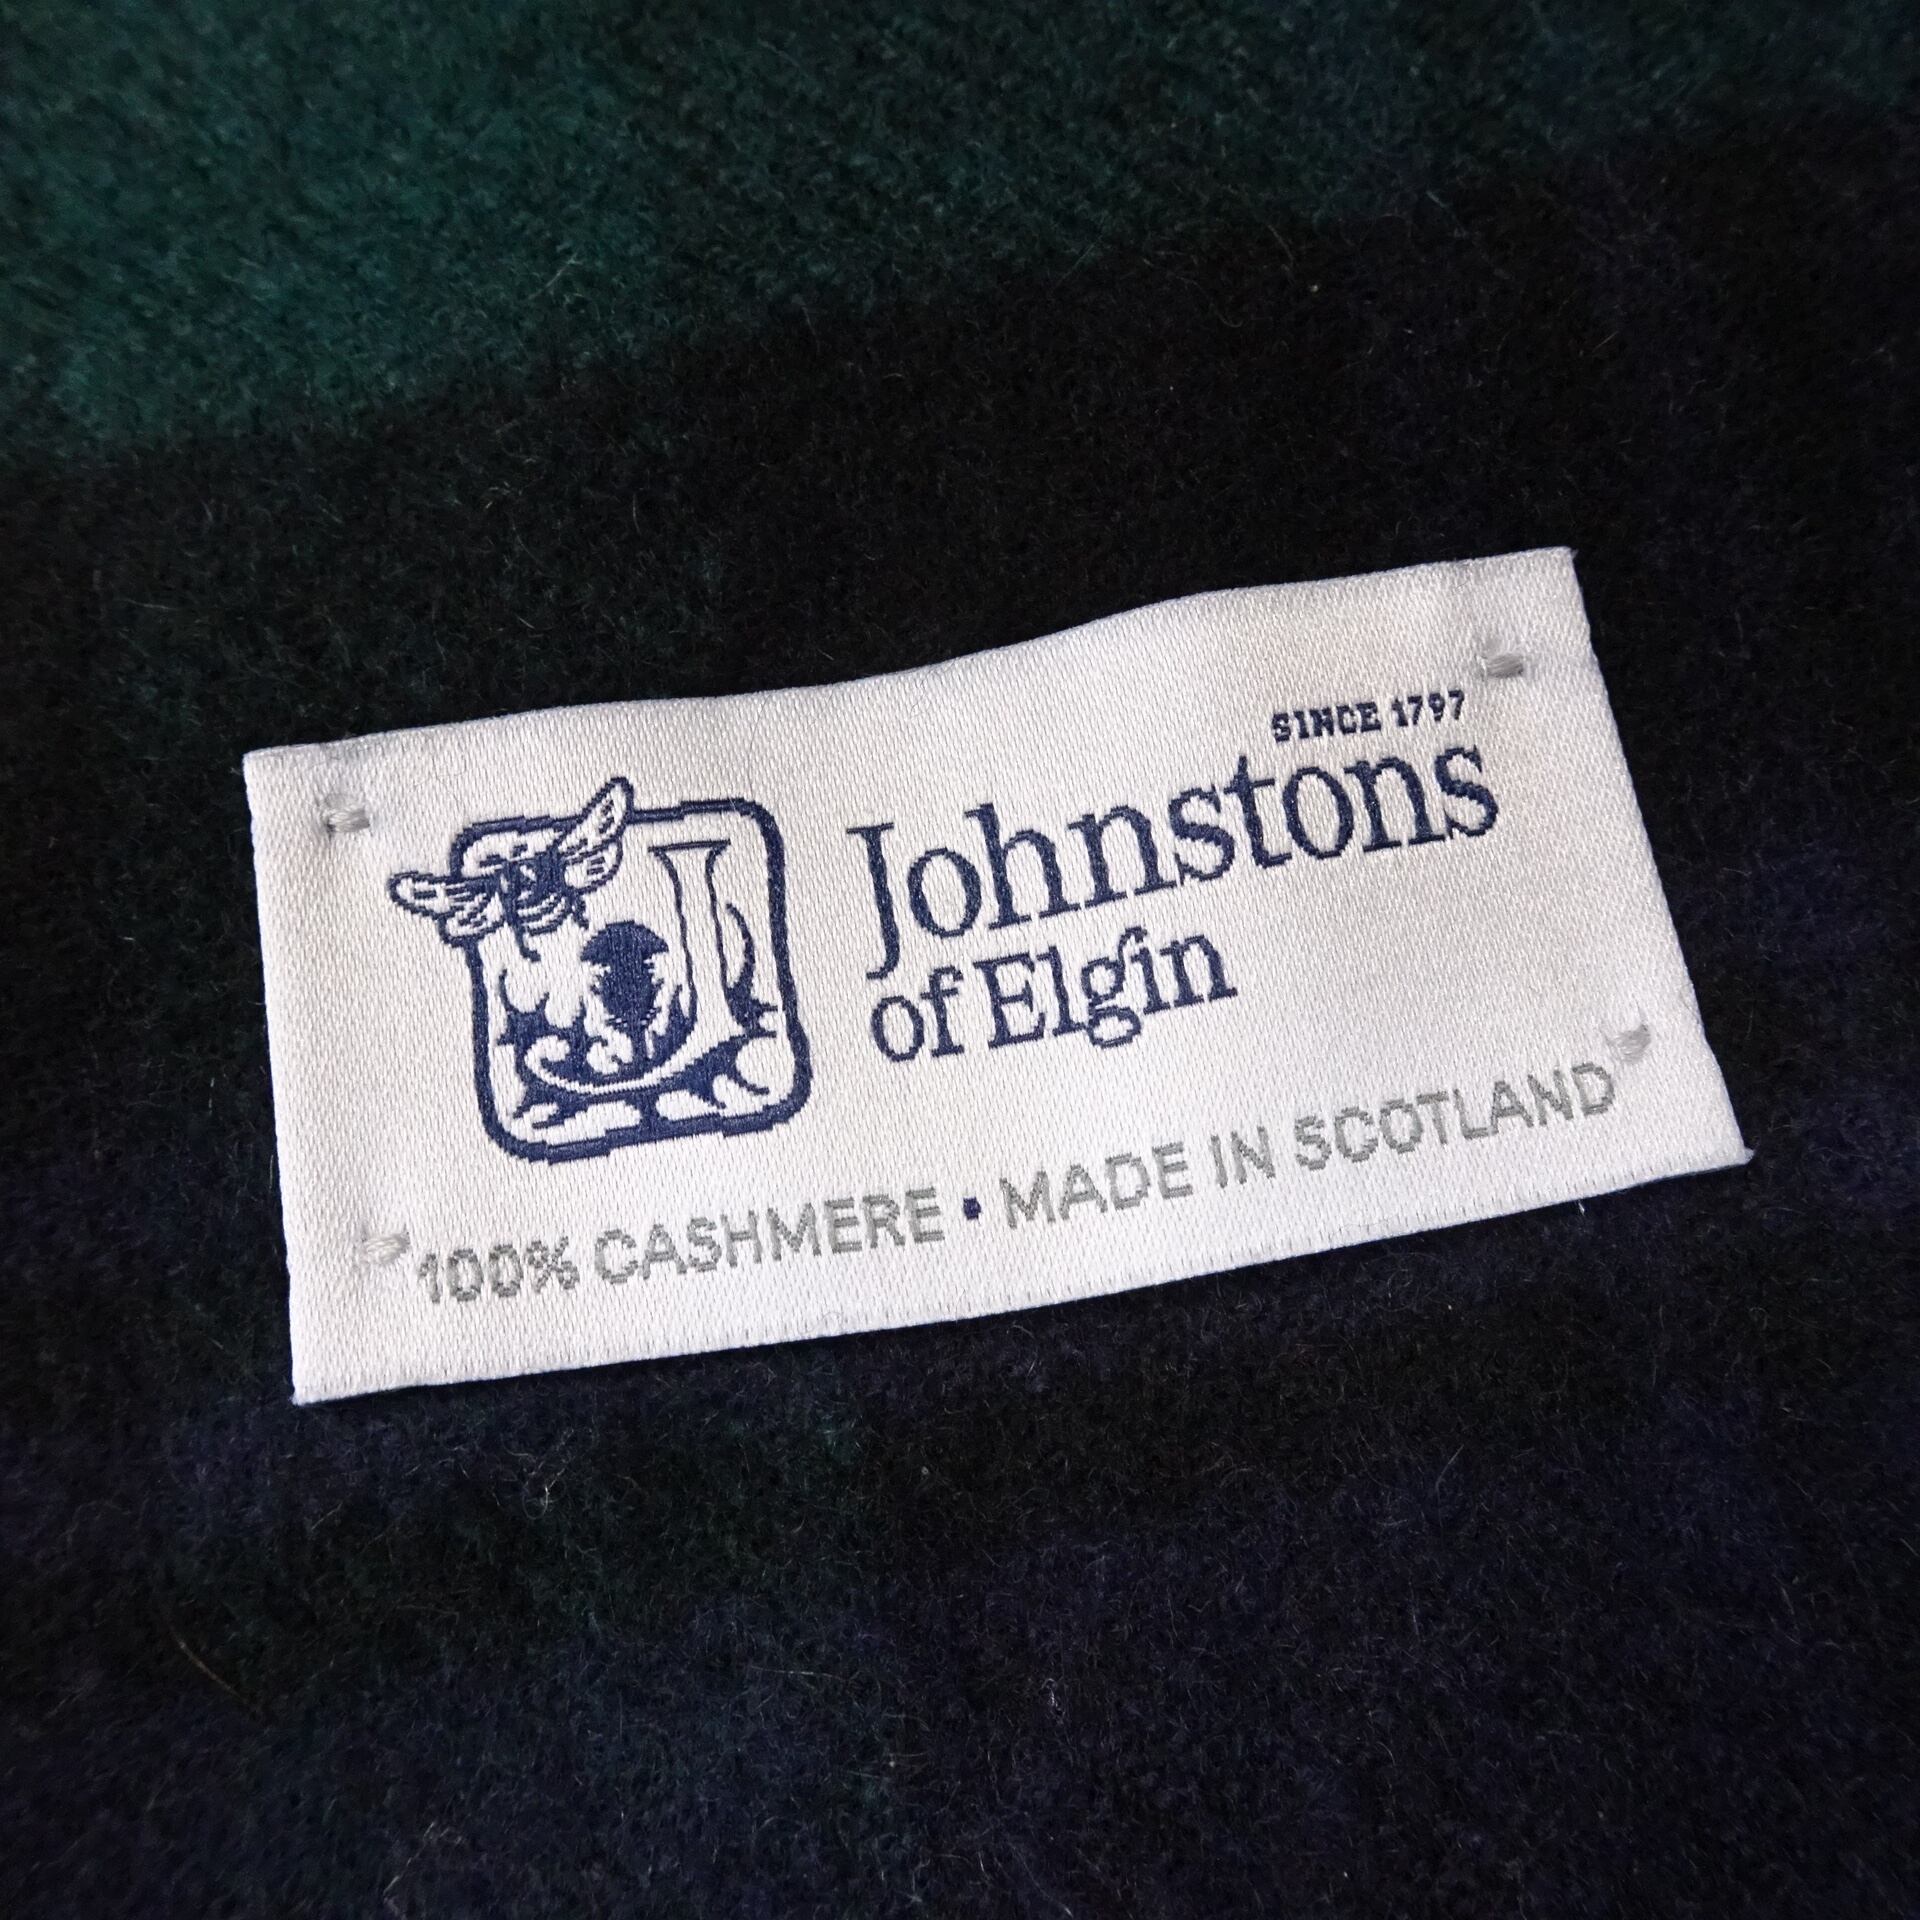 SINCE 1797
Johnstons
of Elgin
100% CASHMERE • MADE IN SCOTLAND